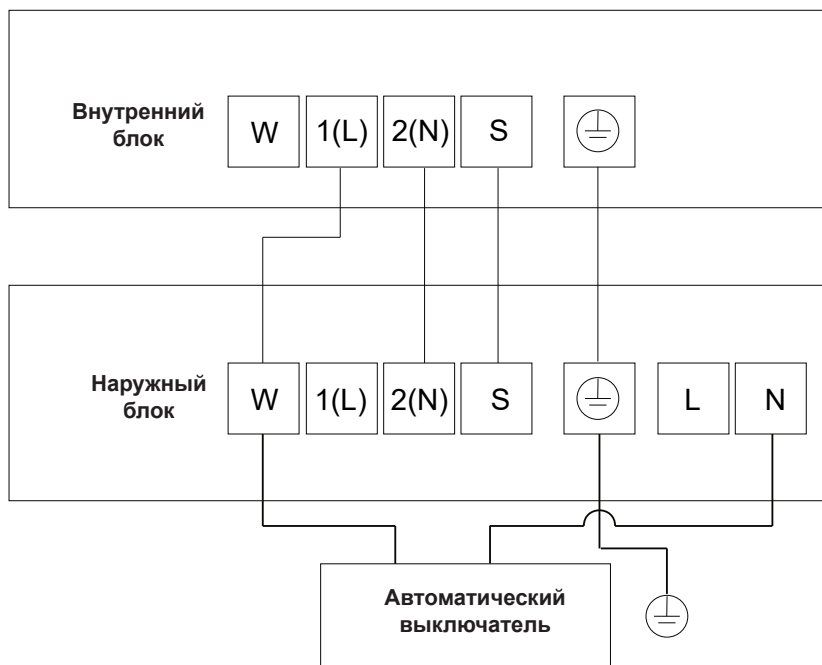 Внутренний
блок
W 1(L) 2(N) S
Наружный
блок
W 1(L) 2(N) S L N
Автоматический
выключатель